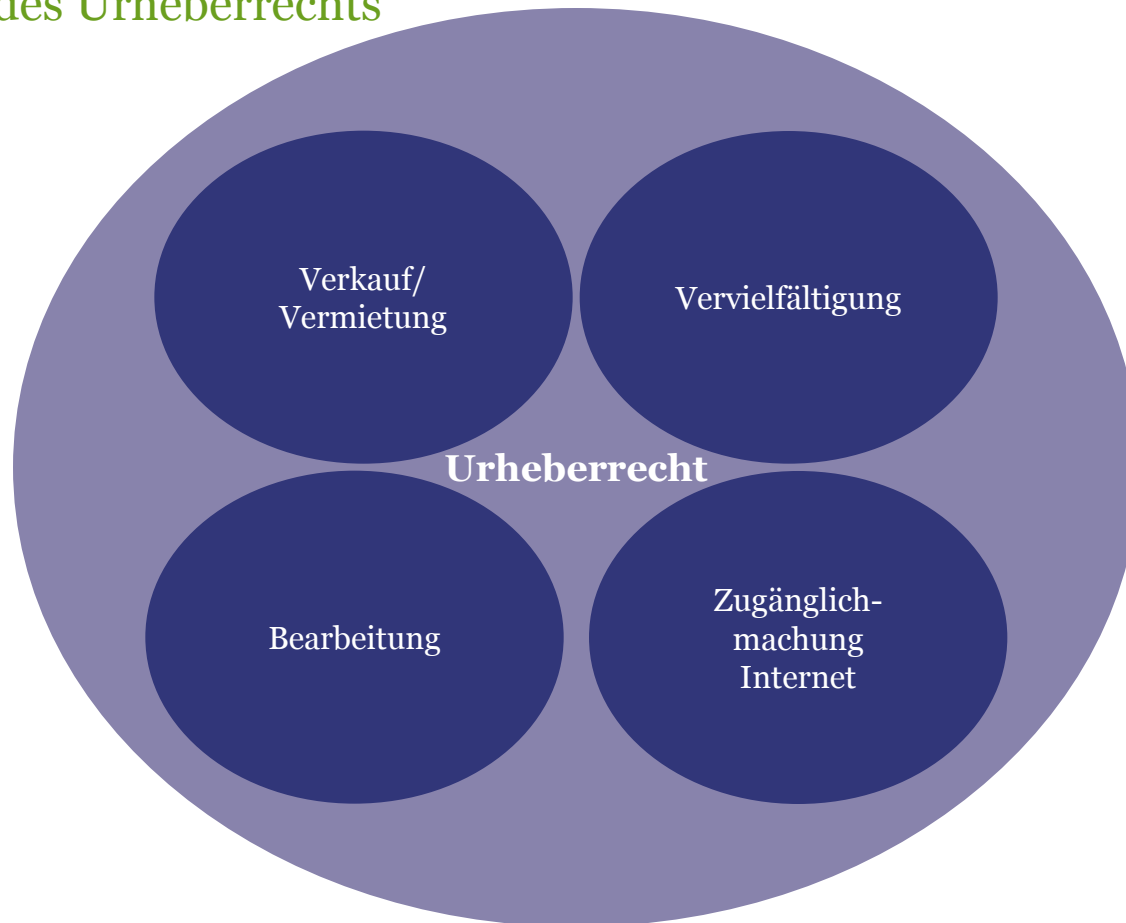 des Urheberrechts
Verkauf/
Vermietung
Vervielfältigung
Urheberrecht
Bearbeitung
Zugänglich-
machung
Internet